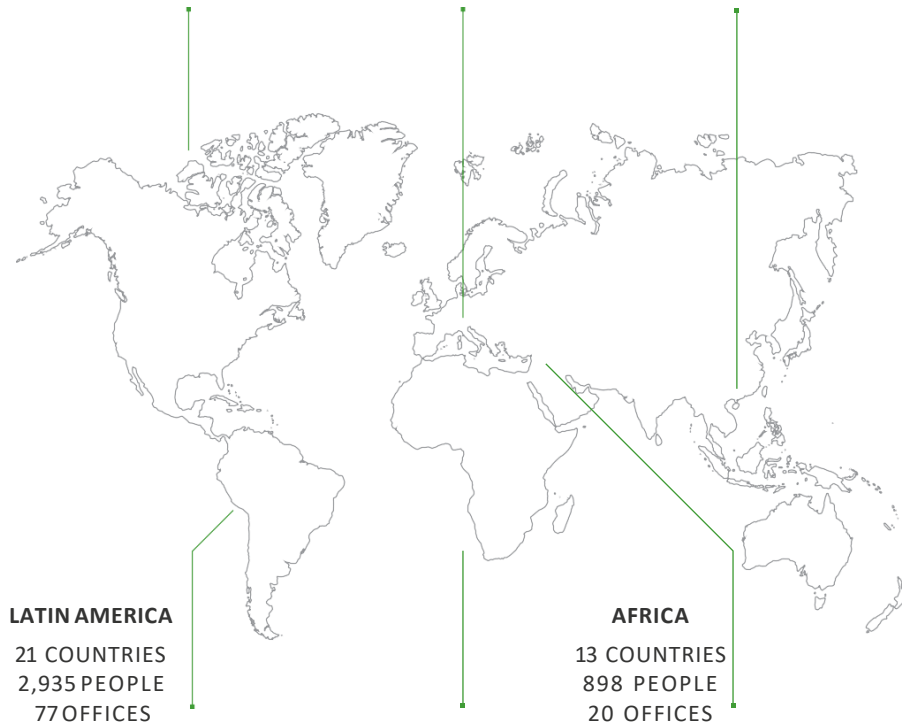 LATIN AMERICA
21 COUNTRIES
2,935 PEOPLE
77 OFFICES
AFRICA
13 COUNTRIES
898 PEOPLE
20 OFFICES